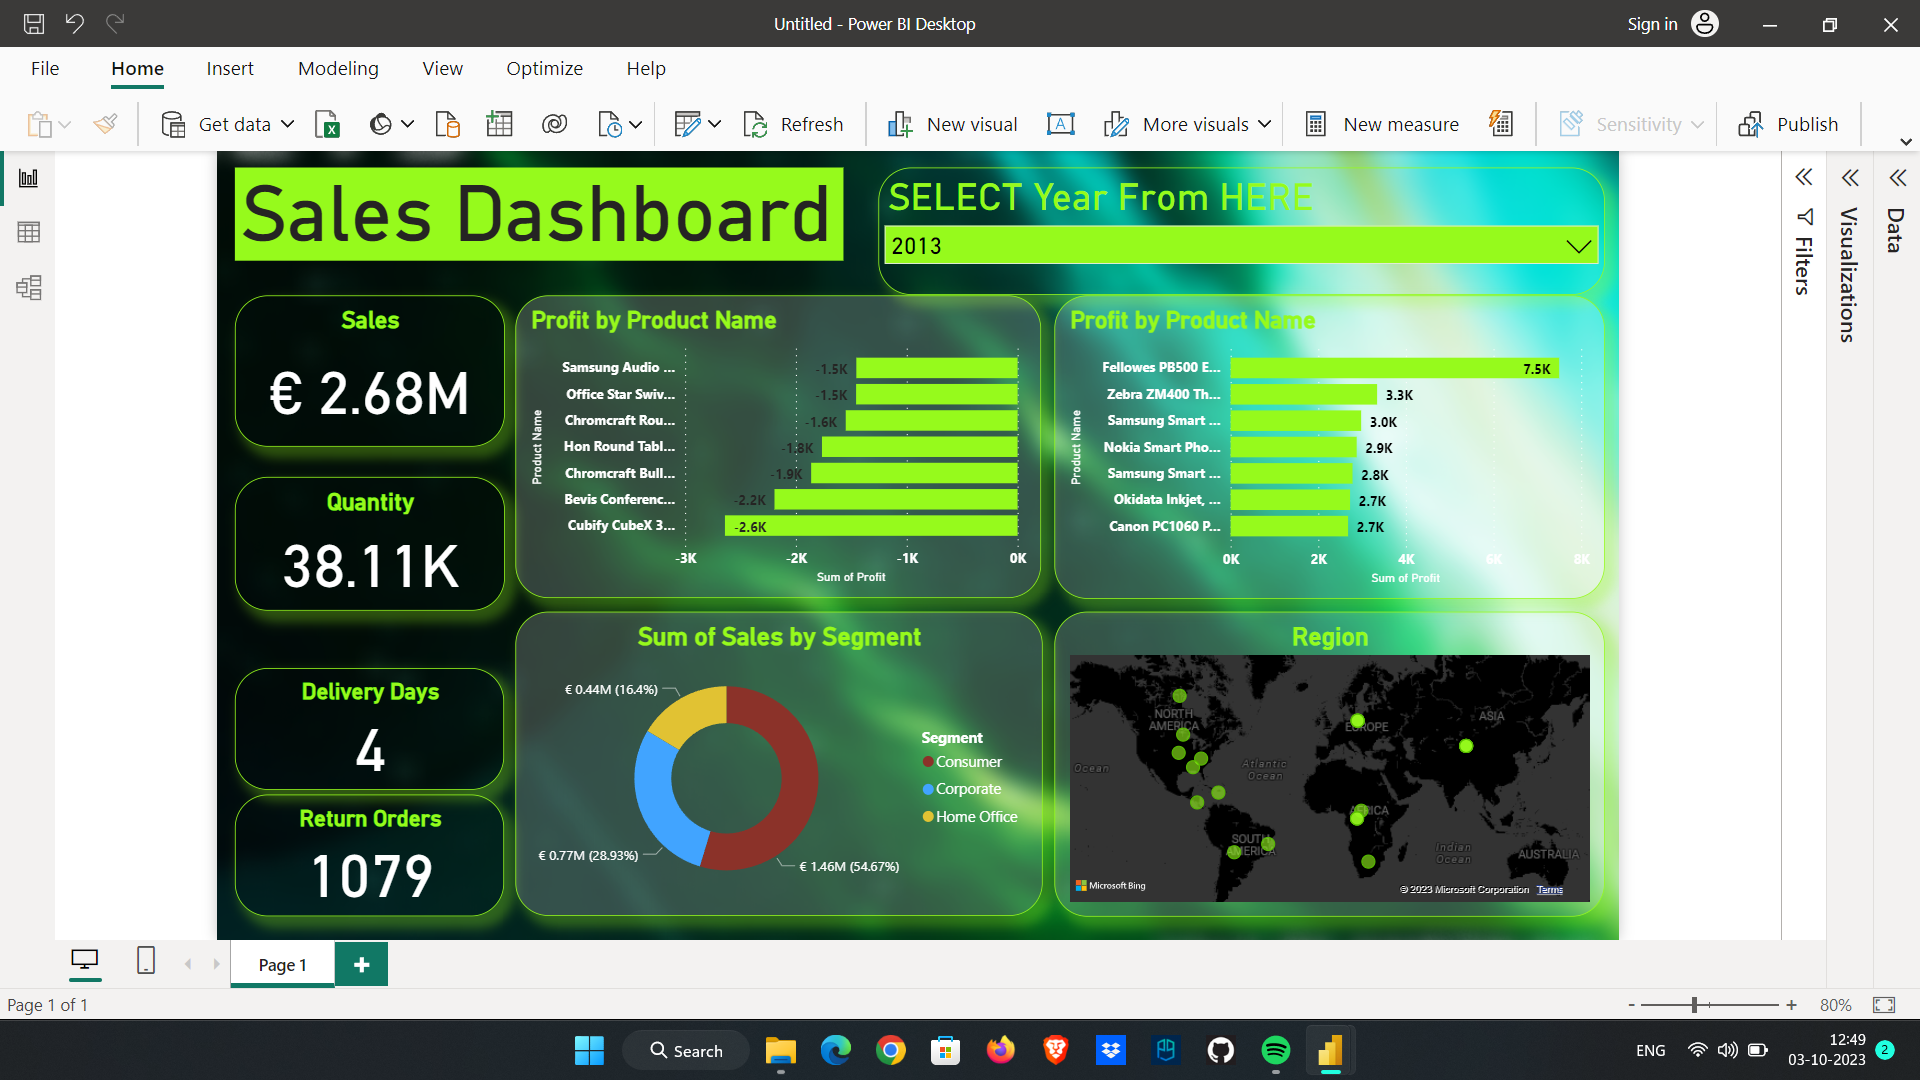 Untitled - Power BI Desktop
Sign in
File
Home
Insert
Modeling
View
Optimize
Help
Get data
Refresh
New visual
More visuals
New measure
Sensitivity
Publish
Sales Dashboard
SELECT Year From HERE
2013
Filters
Visualizations
Data
Sales
€ 2.68M
Quantity
38.11K
Delivery Days
4
Return Orders
1079
Profit by Product Name
Product Name
Samsung Audio ...
-1.5K
Office Star Swiv...
-1.5K
Chromcraft Rou...
-1.6K
Hon Round Tabl...
-1.8K
Chromcraft Bull...
-1.9K
Bevis Conferenc...
-2.2K
Cubify CubeX 3...
-2.6K
-3K
-2K
-1K
0K
Sum of Profit
Profit by Product Name
Product Name
Fellowes PB500 E...
7.5K
Zebra ZM400 Th...
3.3K
Samsung Smart ...
3.0K
Nokia Smart Pho...
2.9K
Samsung Smart ...
2.8K
Okidata Inkjet, ...
2.7K
Canon PC1060 P...
2.7K
0K
2K
4K
6K
8K
Sum of Profit
Sum of Sales by Segment
€ 0.44M (16.4%)
€ 0.77M (28.93%)
€ 1.46M (54.67%)
Segment
Consumer
Corporate
Home Office
Region
NORTH
AMERICA
EUROPE
ASIA
Ocean
Atlantic
Ocean
AFRICA
SOUTH
AMERICA
Indian
Ocean
AUSTRALIA
Microsoft Bing
© 2023 Microsoft Corporation
Terms
Page 1
Page 1 of 1
80%
Search
ENG
12:49
03-10-2023
2